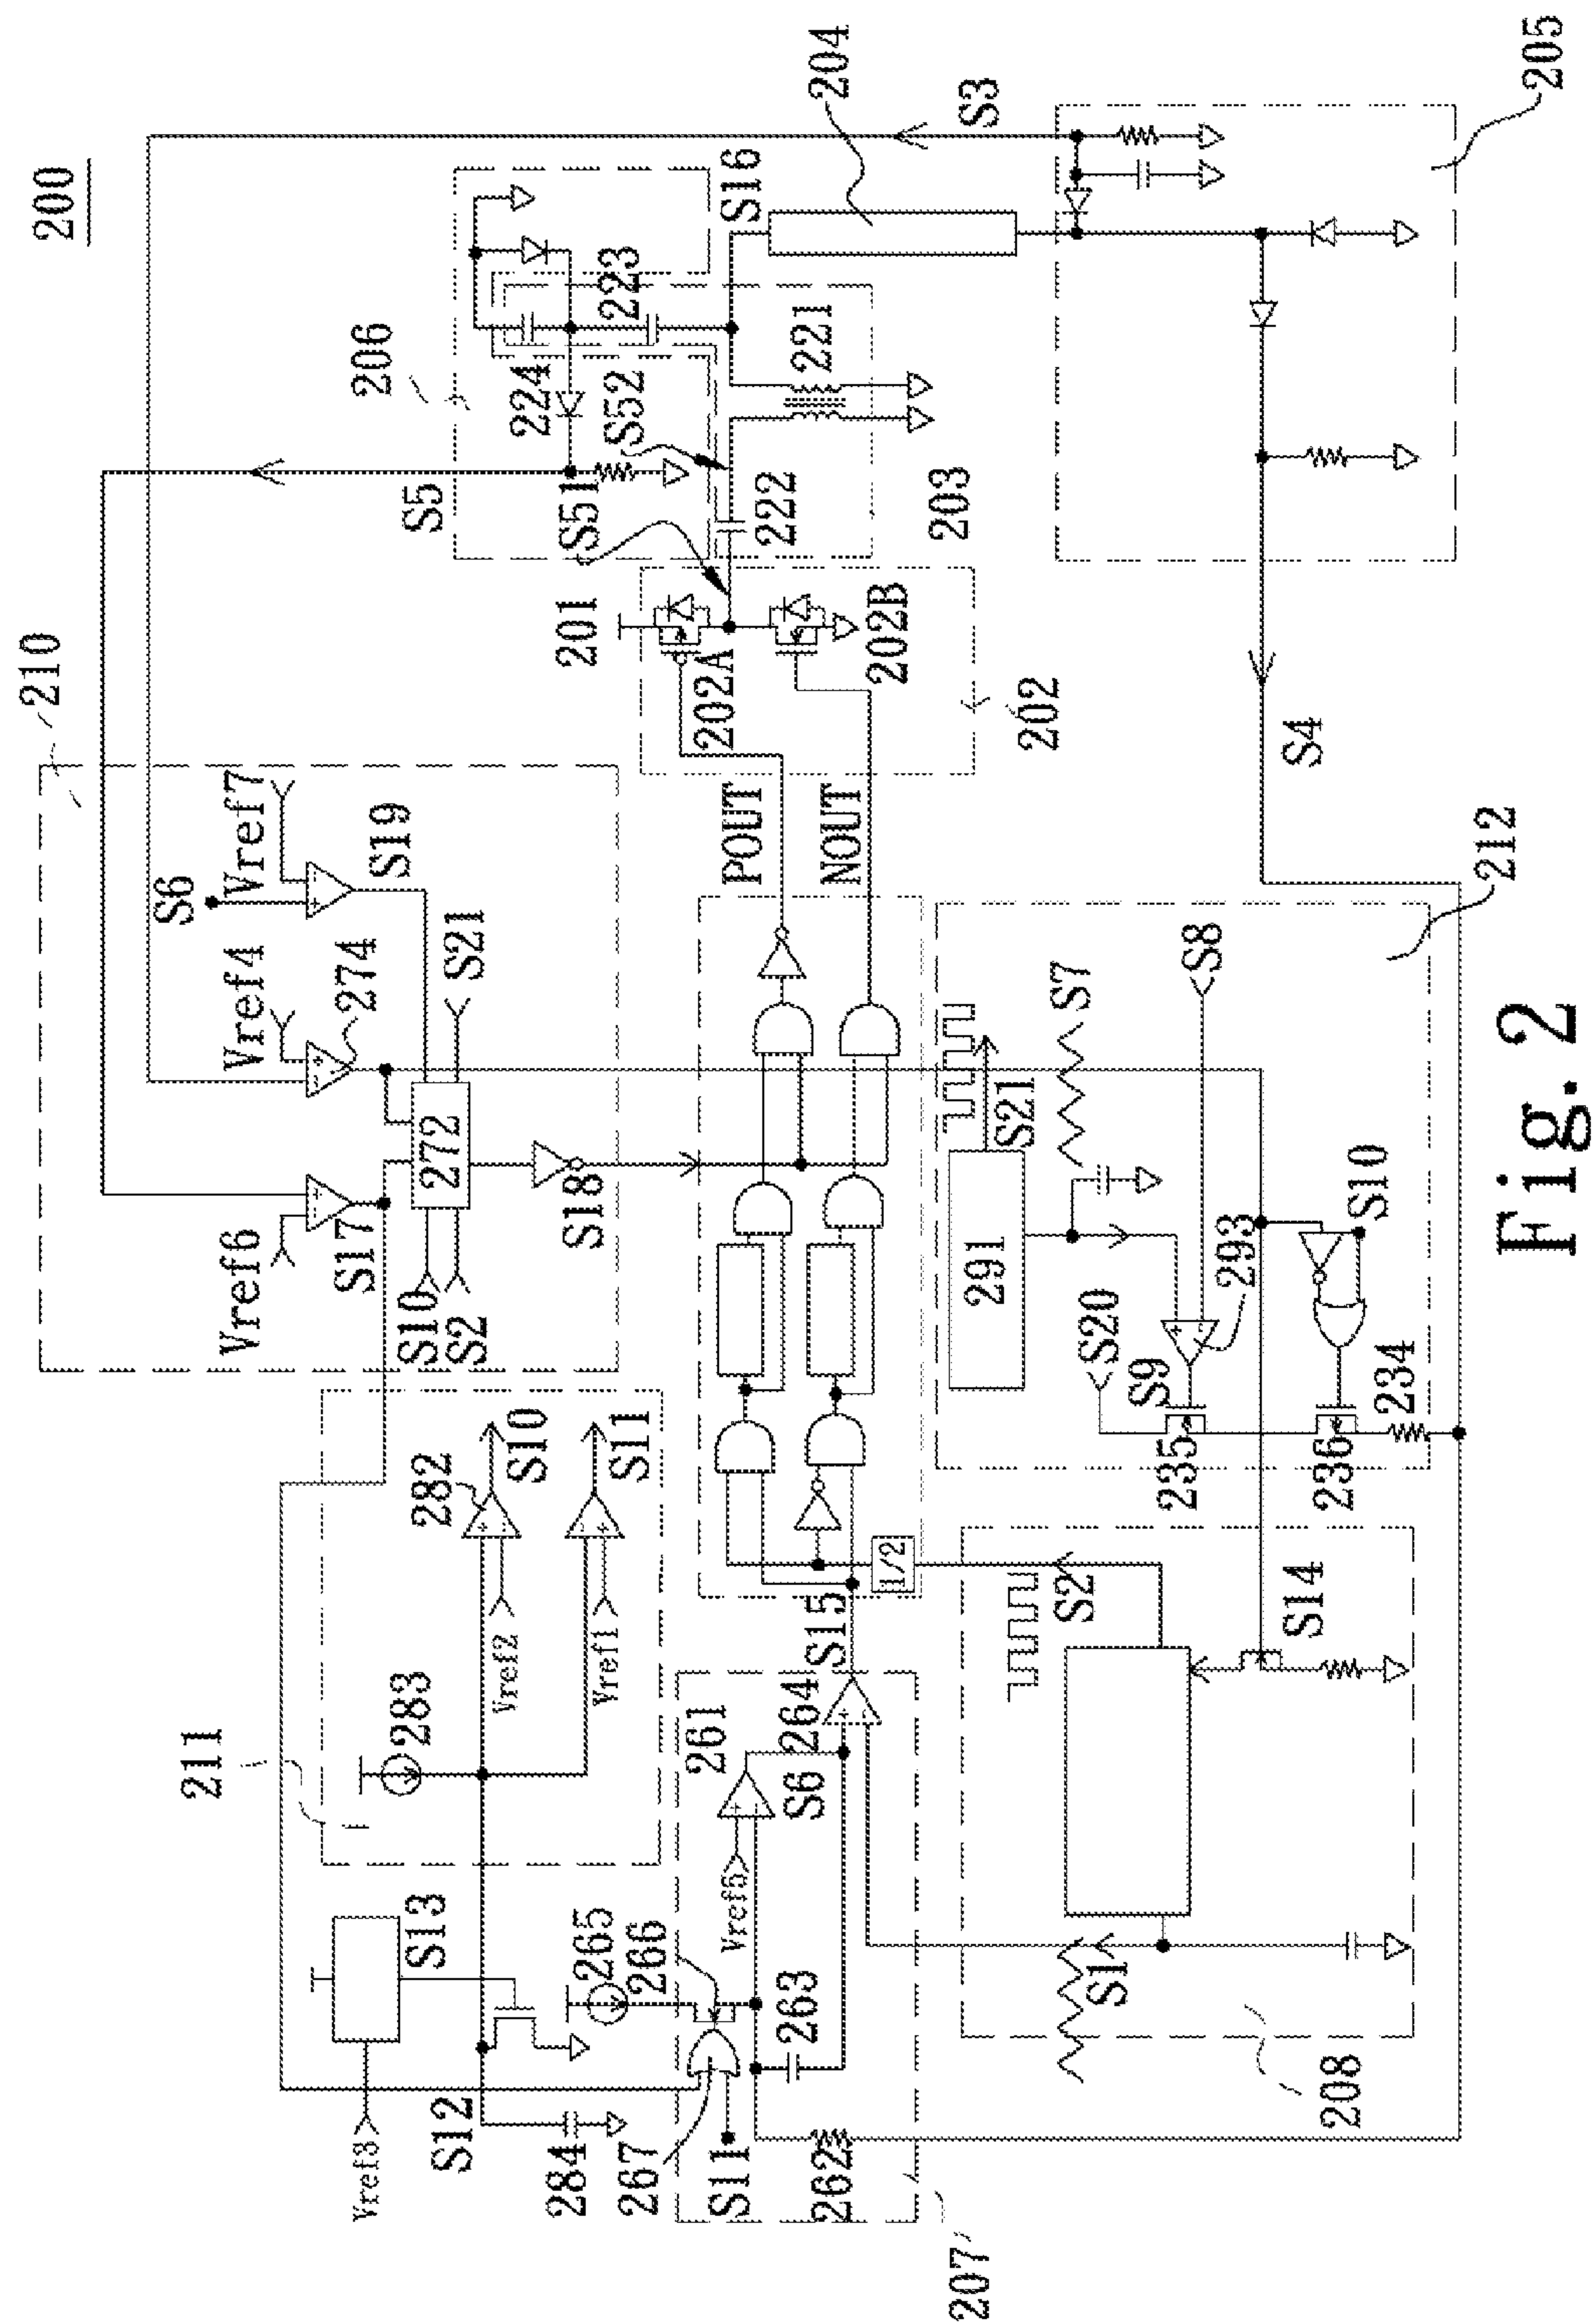 200
210
206
S5
S3
204
205
S16
223
224
221
S52
S51
222
203
201
202A
202B
202
S4
212
Vref7
S6
S19
Vref4
274
S21
272
Vref6
S17
S10
S2
S18
POUT
NOUT
S7
S8
S21
291
S10
293
S20
S9
234
235
236
1/2
S2
S14
S15
264
S6
261
Vref5
282
S10
S11
Vref2
Vref1
283
211
S13
Vref3
S12
284
265
266
263
267
S11
262
207
S1
208
Fig. 2